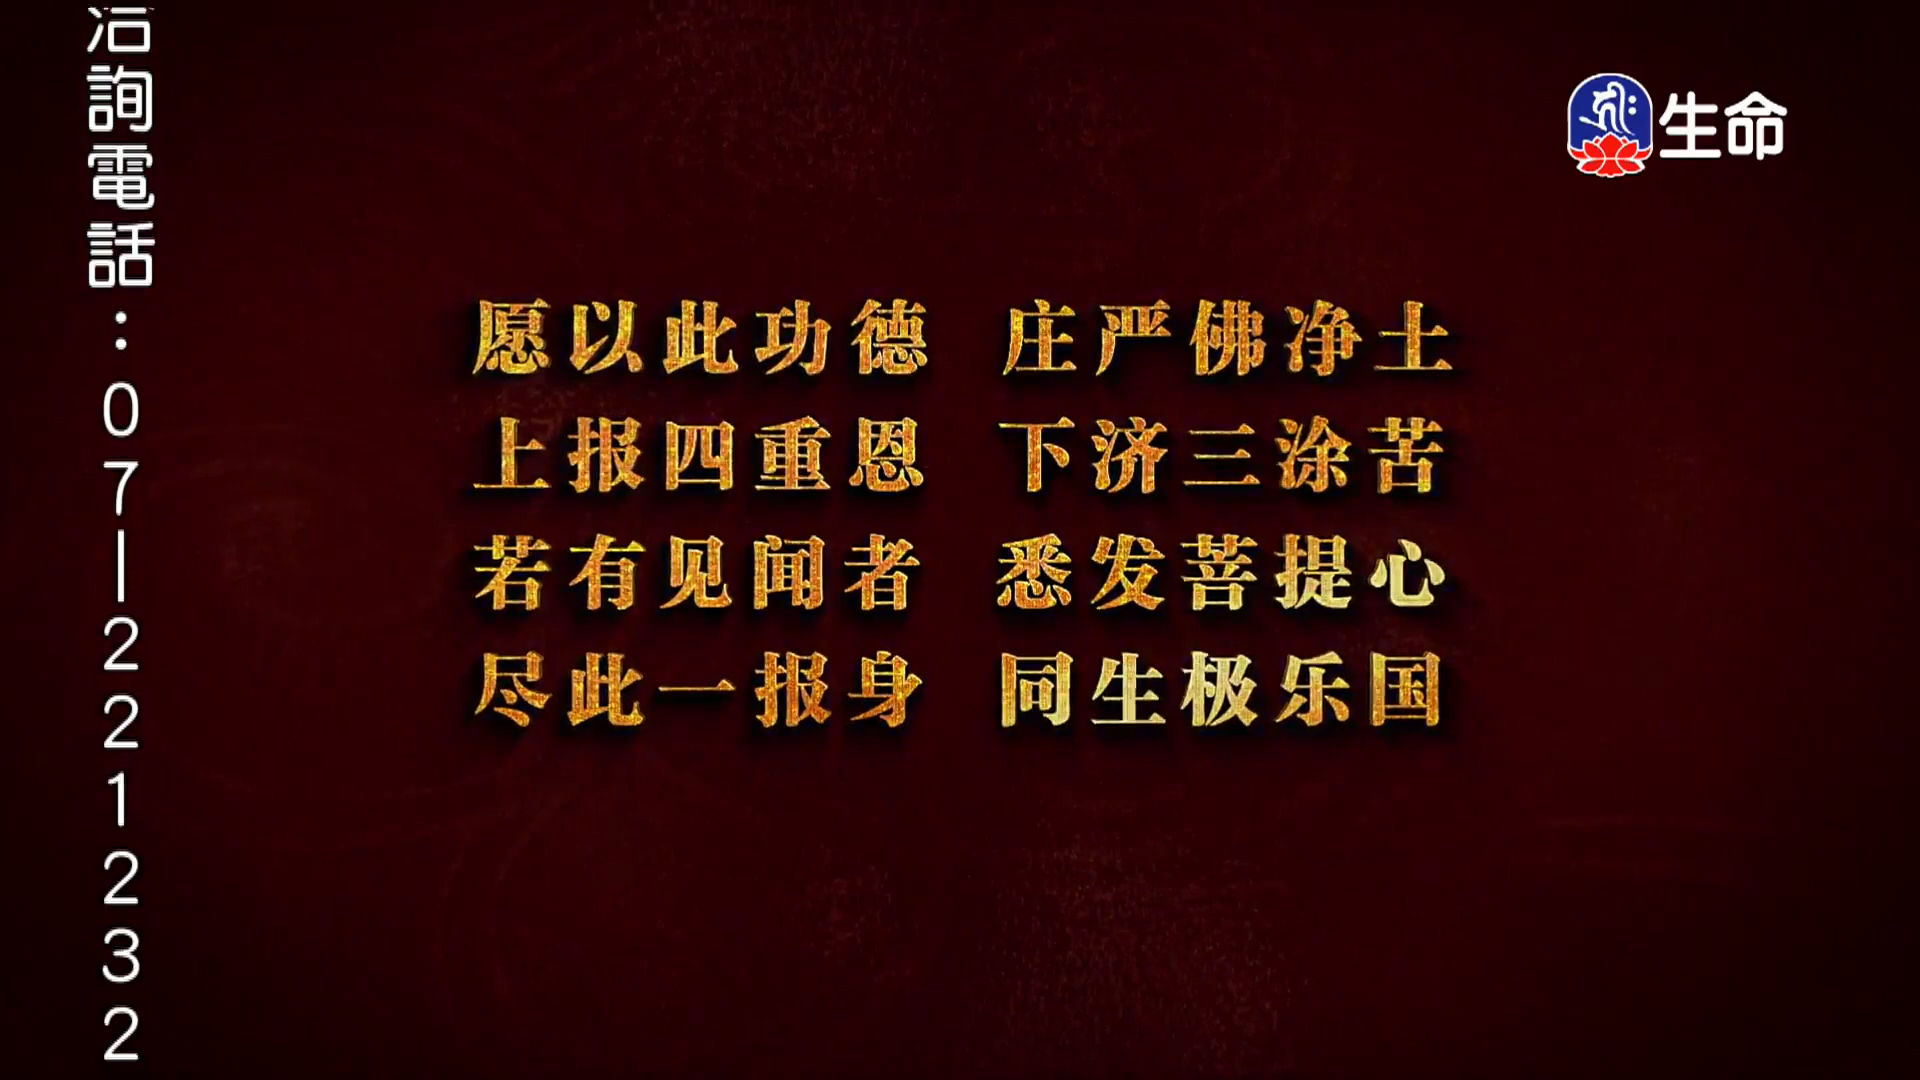 洽詢電話：07—2212232
生命
愿以此功德 庄严佛净土
上报四重恩 下济三涂苦
若有见闻者 悉发菩提心
尽此一报身 同生极乐国